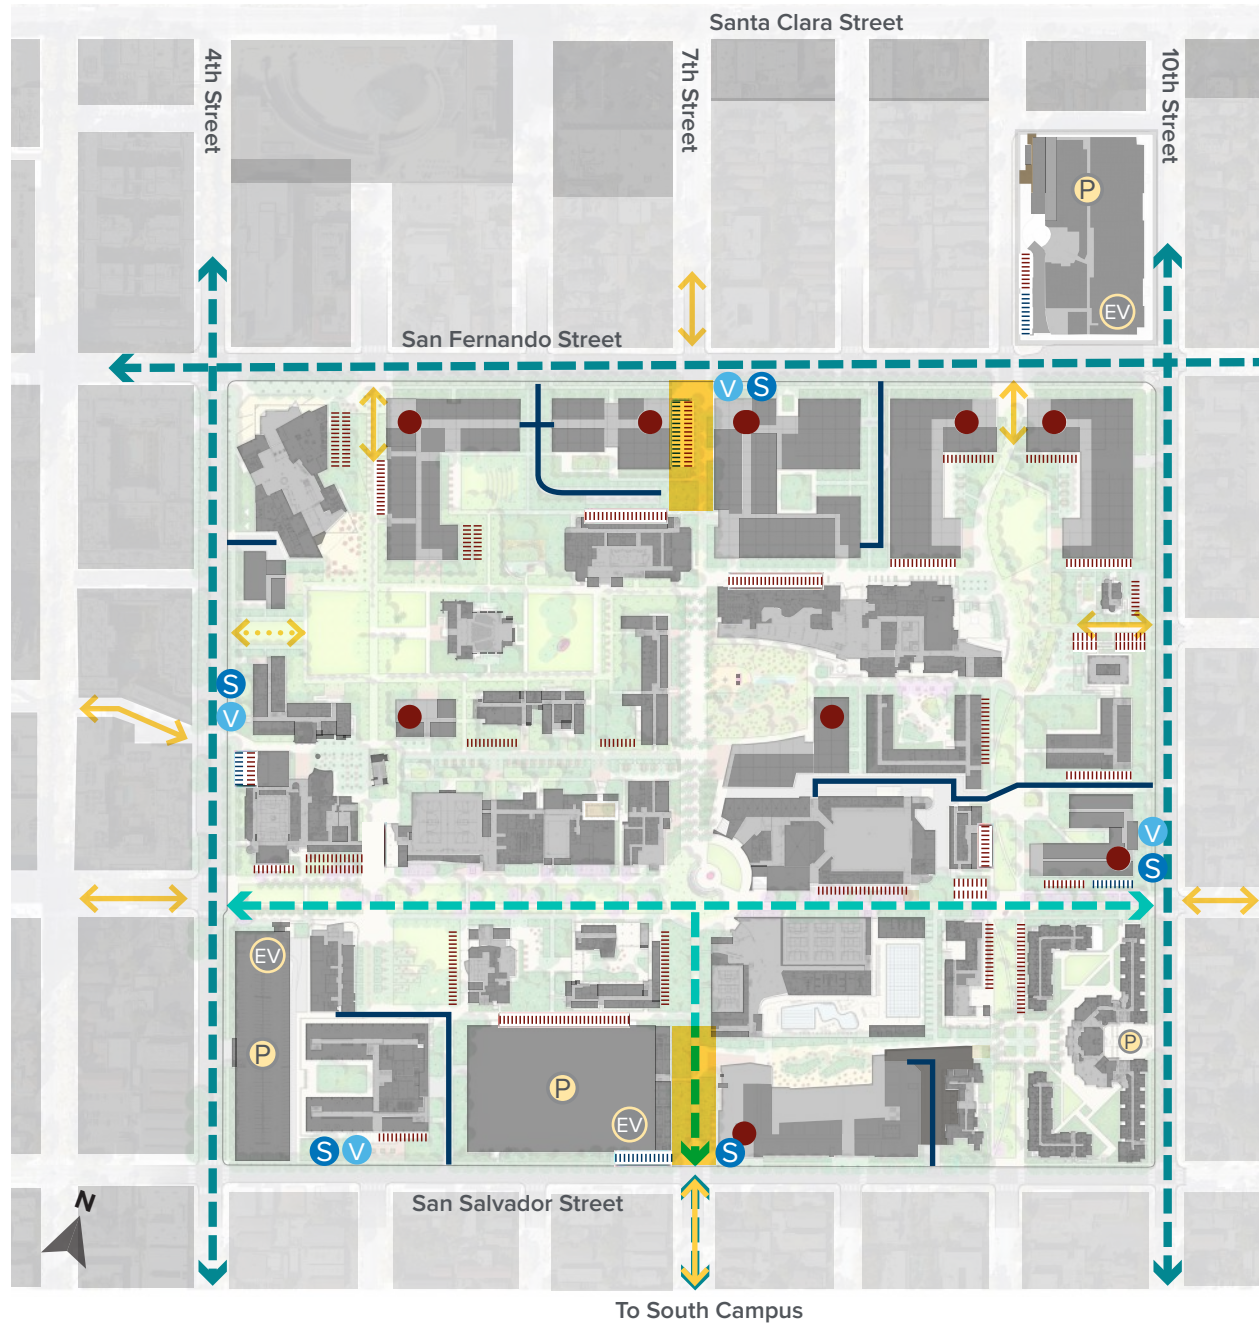 Santa Clara Street
4th Street
7th Street
10th Street
P
EV
San Fernando Street
V S
S
V
V
S
EV
P
P
P
EV
S V
S
N
San Salvador Street
To South Campus